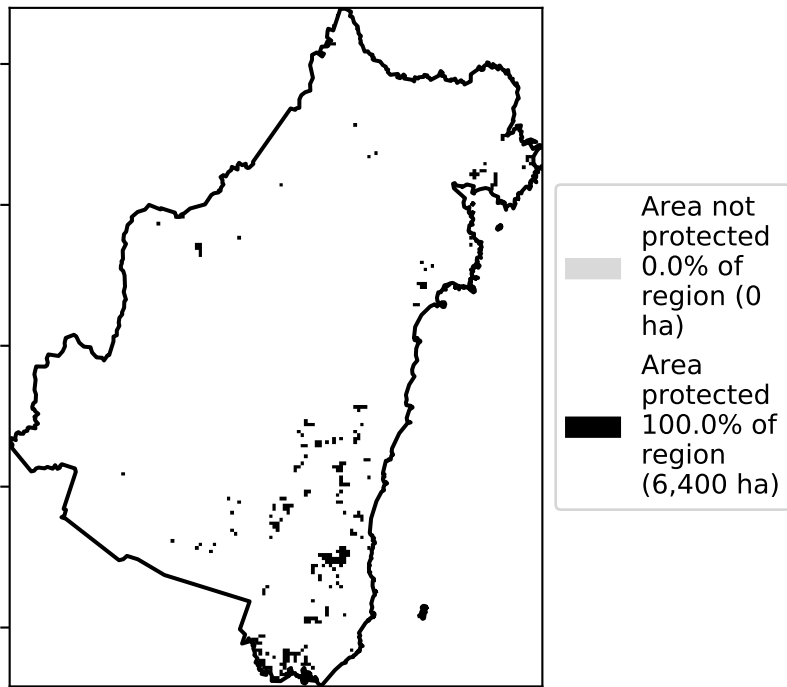 Area not
protected
0.0% of
region (0
ha)
Area
protected
100.0% of
region
(6,400 ha)